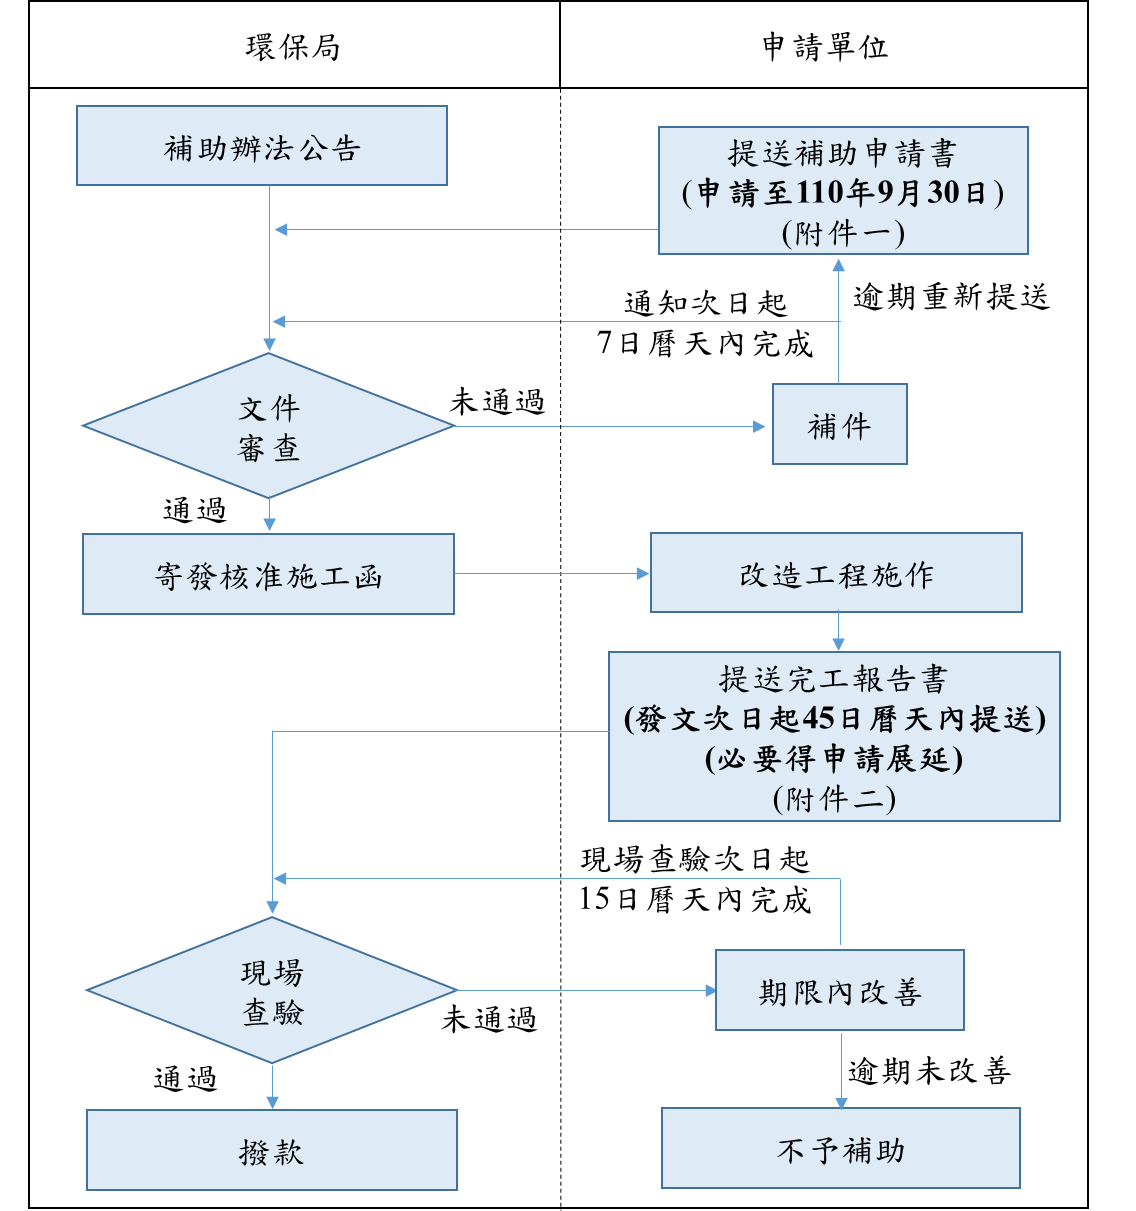 環保局
申請單位
補助辦法公告
提送補助申請書
(申請至110年9月30日)
(附件一)
通知次日起
7日曆天內完成
逾期重新提送
文件
審查
未通過
補件
通過
寄發核准施工函
改造工程施作
提送完工報告書
(發文次日起45日曆天內提送)
(必要得申請展延)
(附件二)
現場查驗次日起
15日曆天內完成
現場
查驗
未通過
期限內改善
通過
逾期未改善
撥款
不予補助